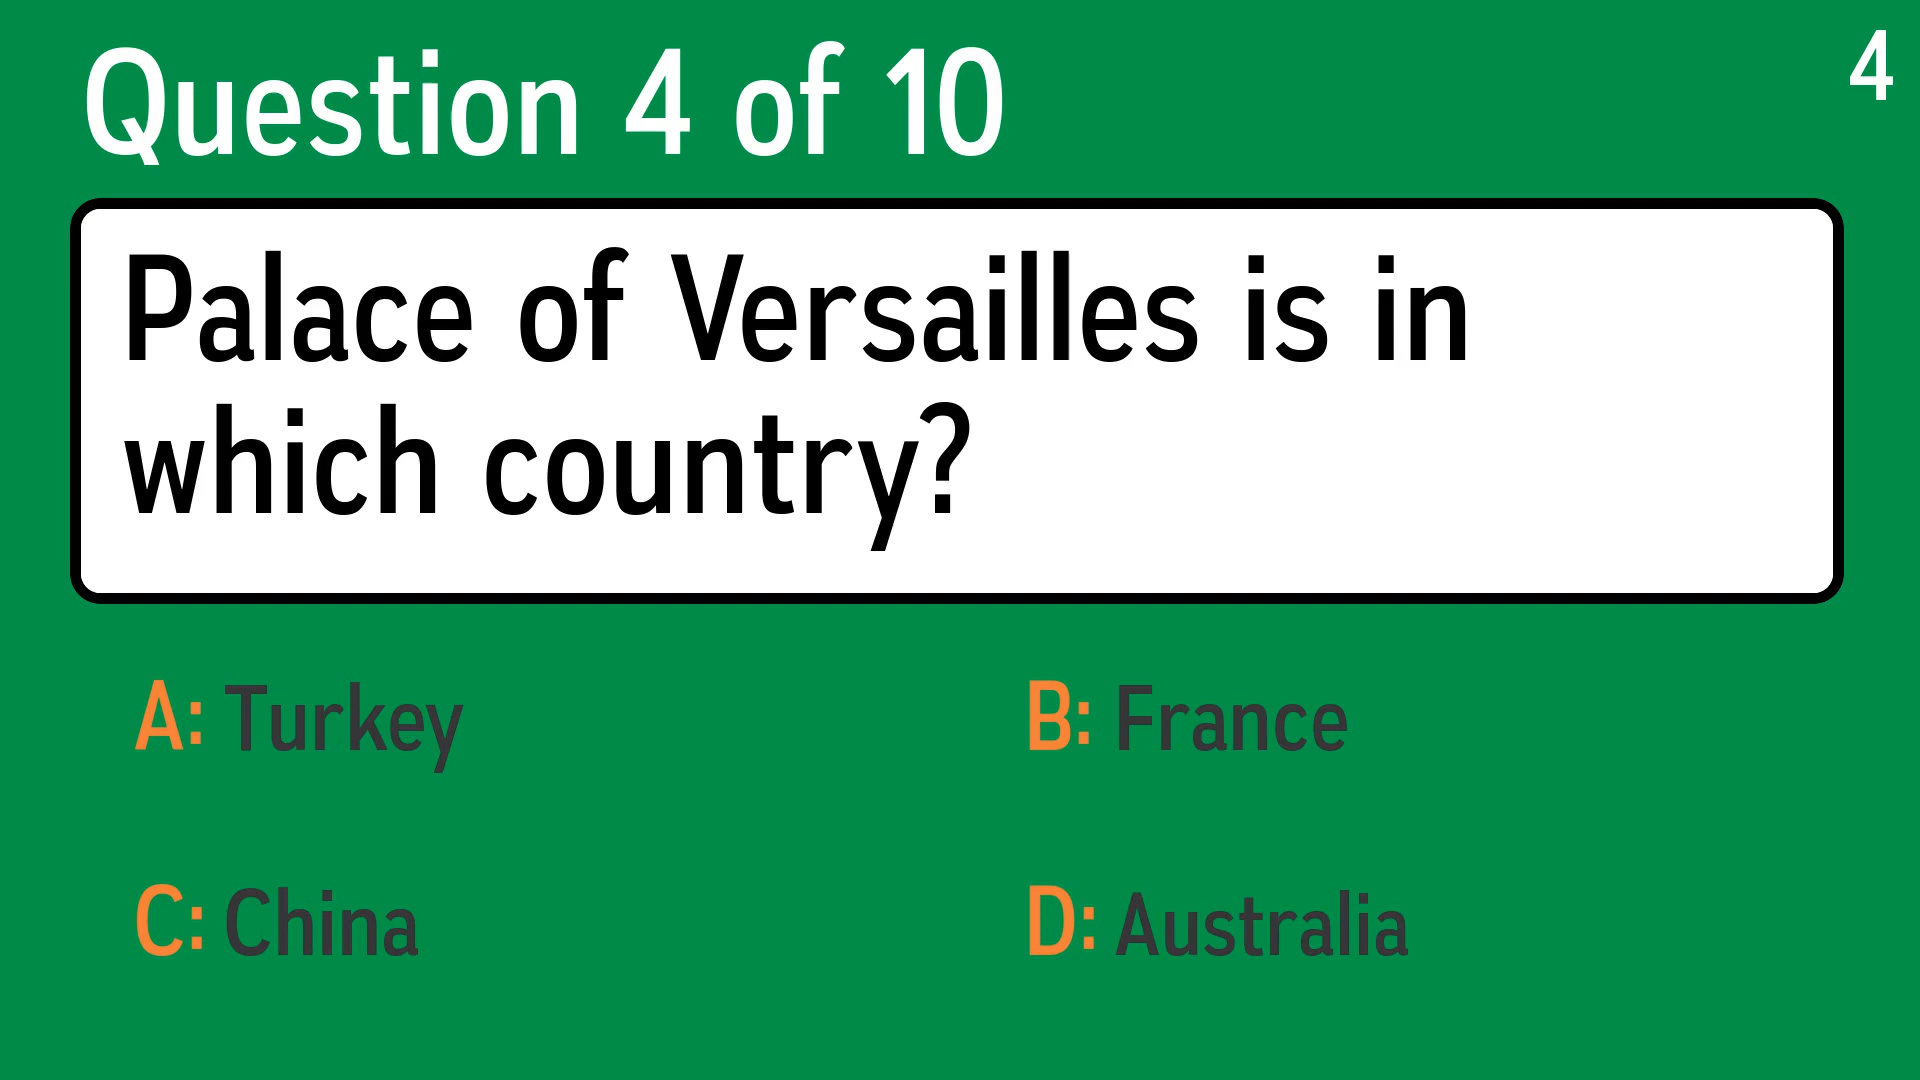 Question 4 of 10
4
Palace of Versailles is in
which country?
A: Turkey
B: France
C: China
D: Australia